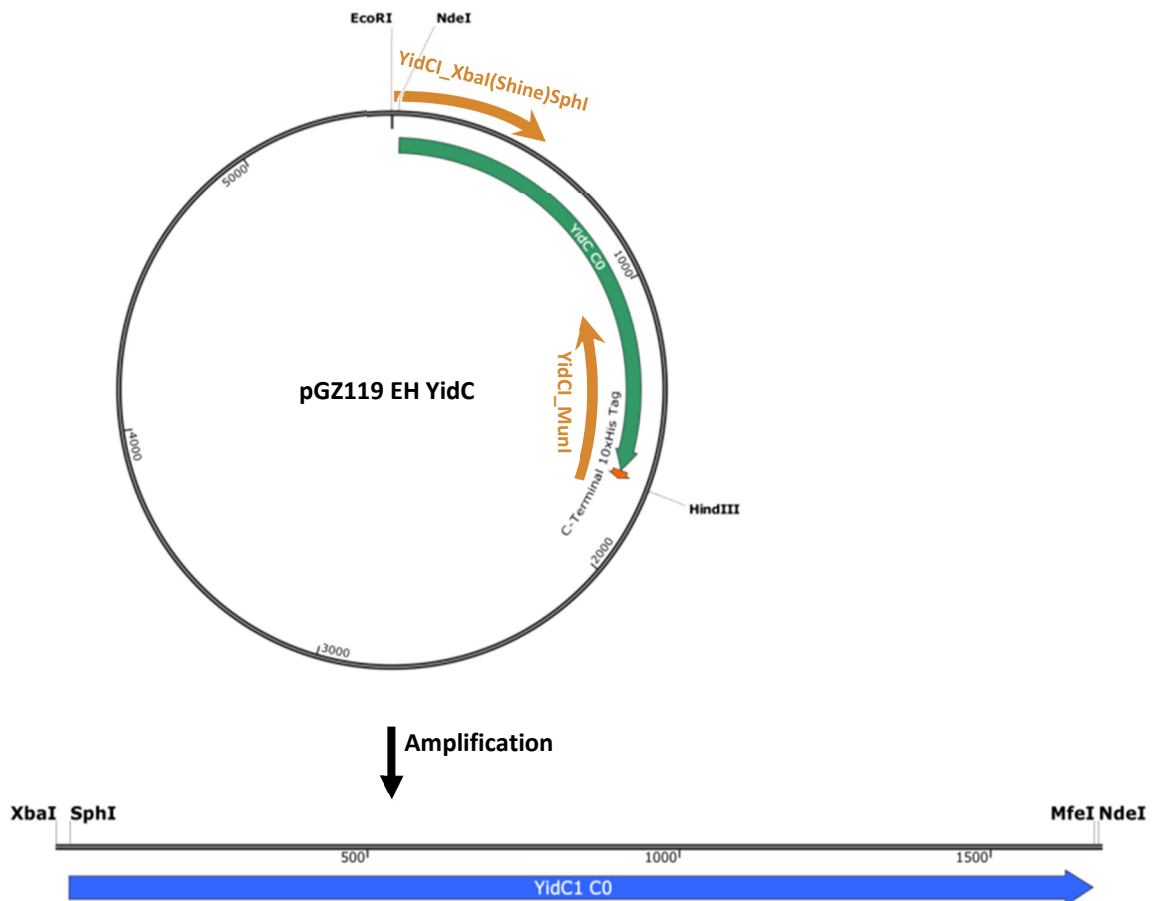 EcoRI NdeI
YidCI_XbaI(Shine)SphI
5000
YidC C0
1000
YidCI_MunI
pGZ119 EH YidC
C-Terminal 10xHis Tag
4000
HindIII
2000
3000
Amplification
XbaI SphI MfeI NdeI
500 1000 1500
YidC1 C0